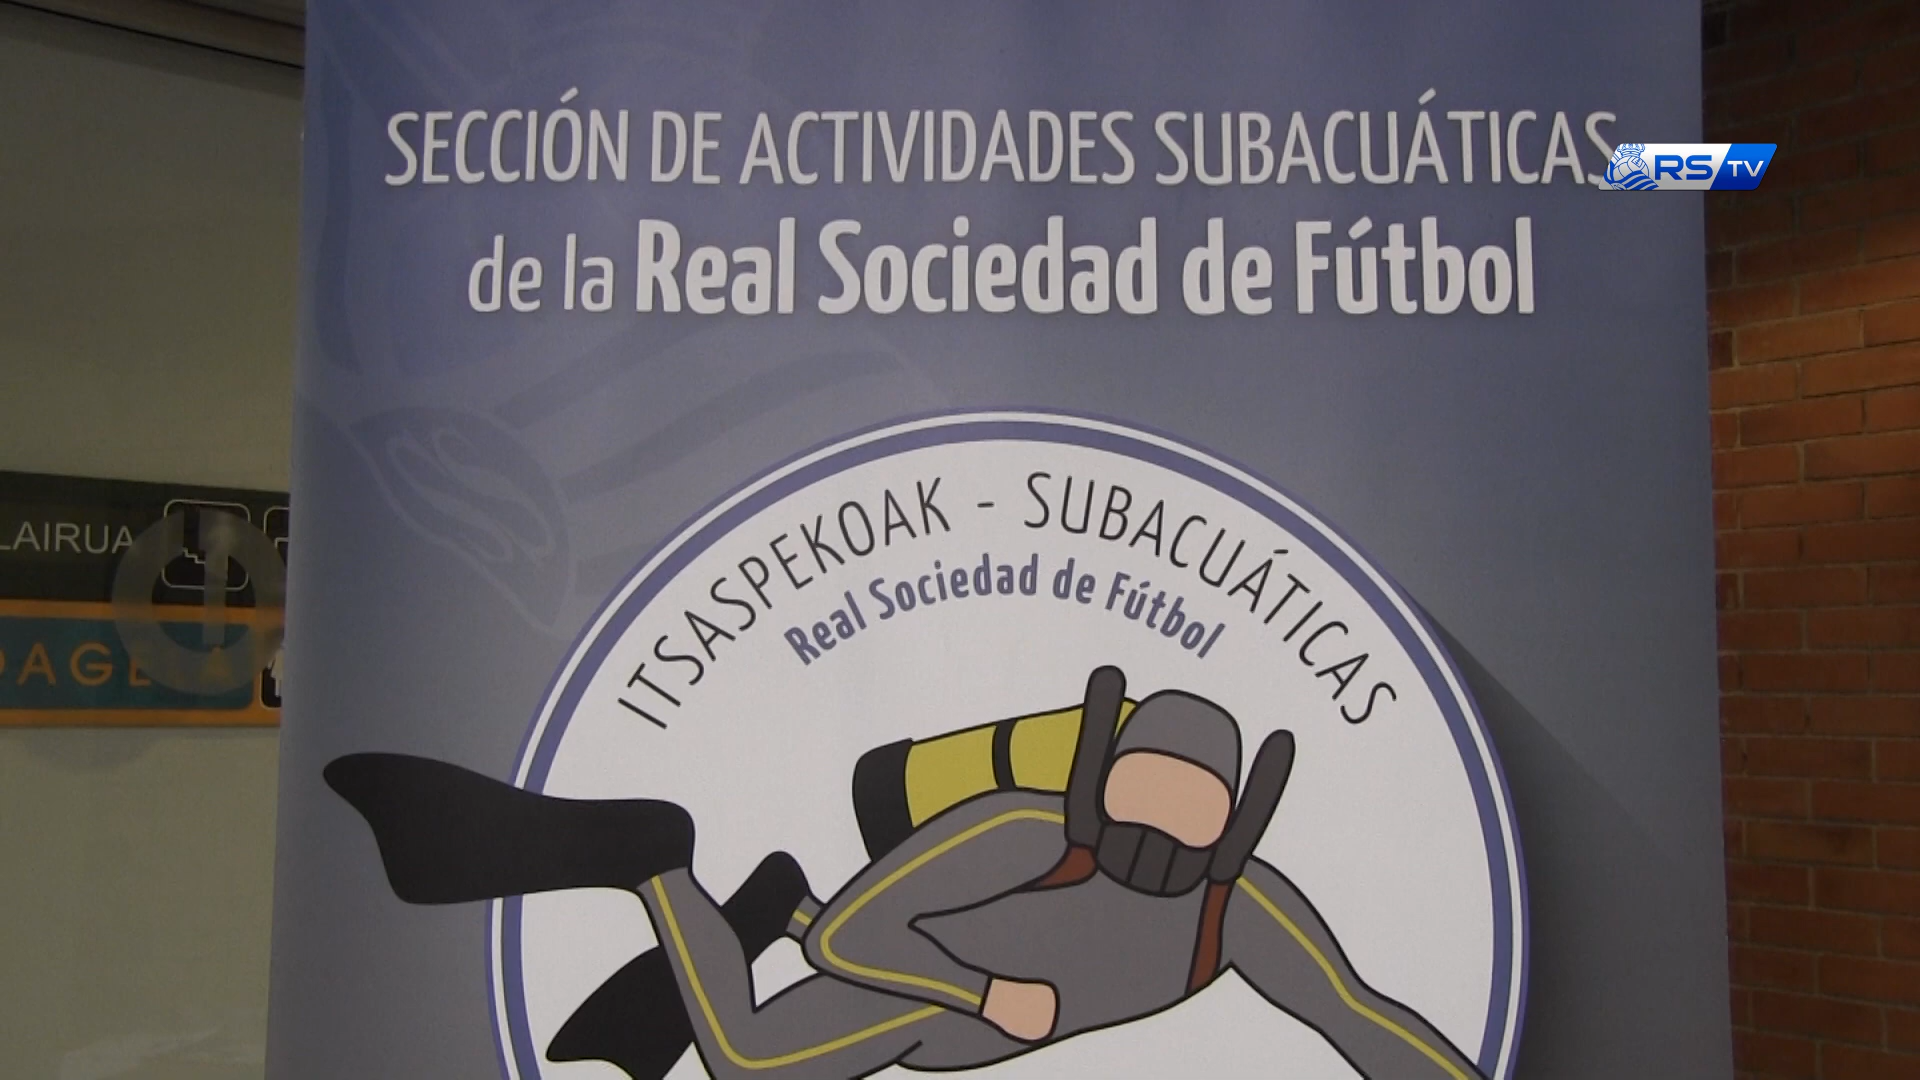 SECCIÓN DE ACTIVIDADES SUBACUÁTICAS
de la Real Sociedad de Fútbol
RS TV
ITSASPEKOAK - SUBACUÁTICAS
Real Sociedad de Fútbol
LAIRUA